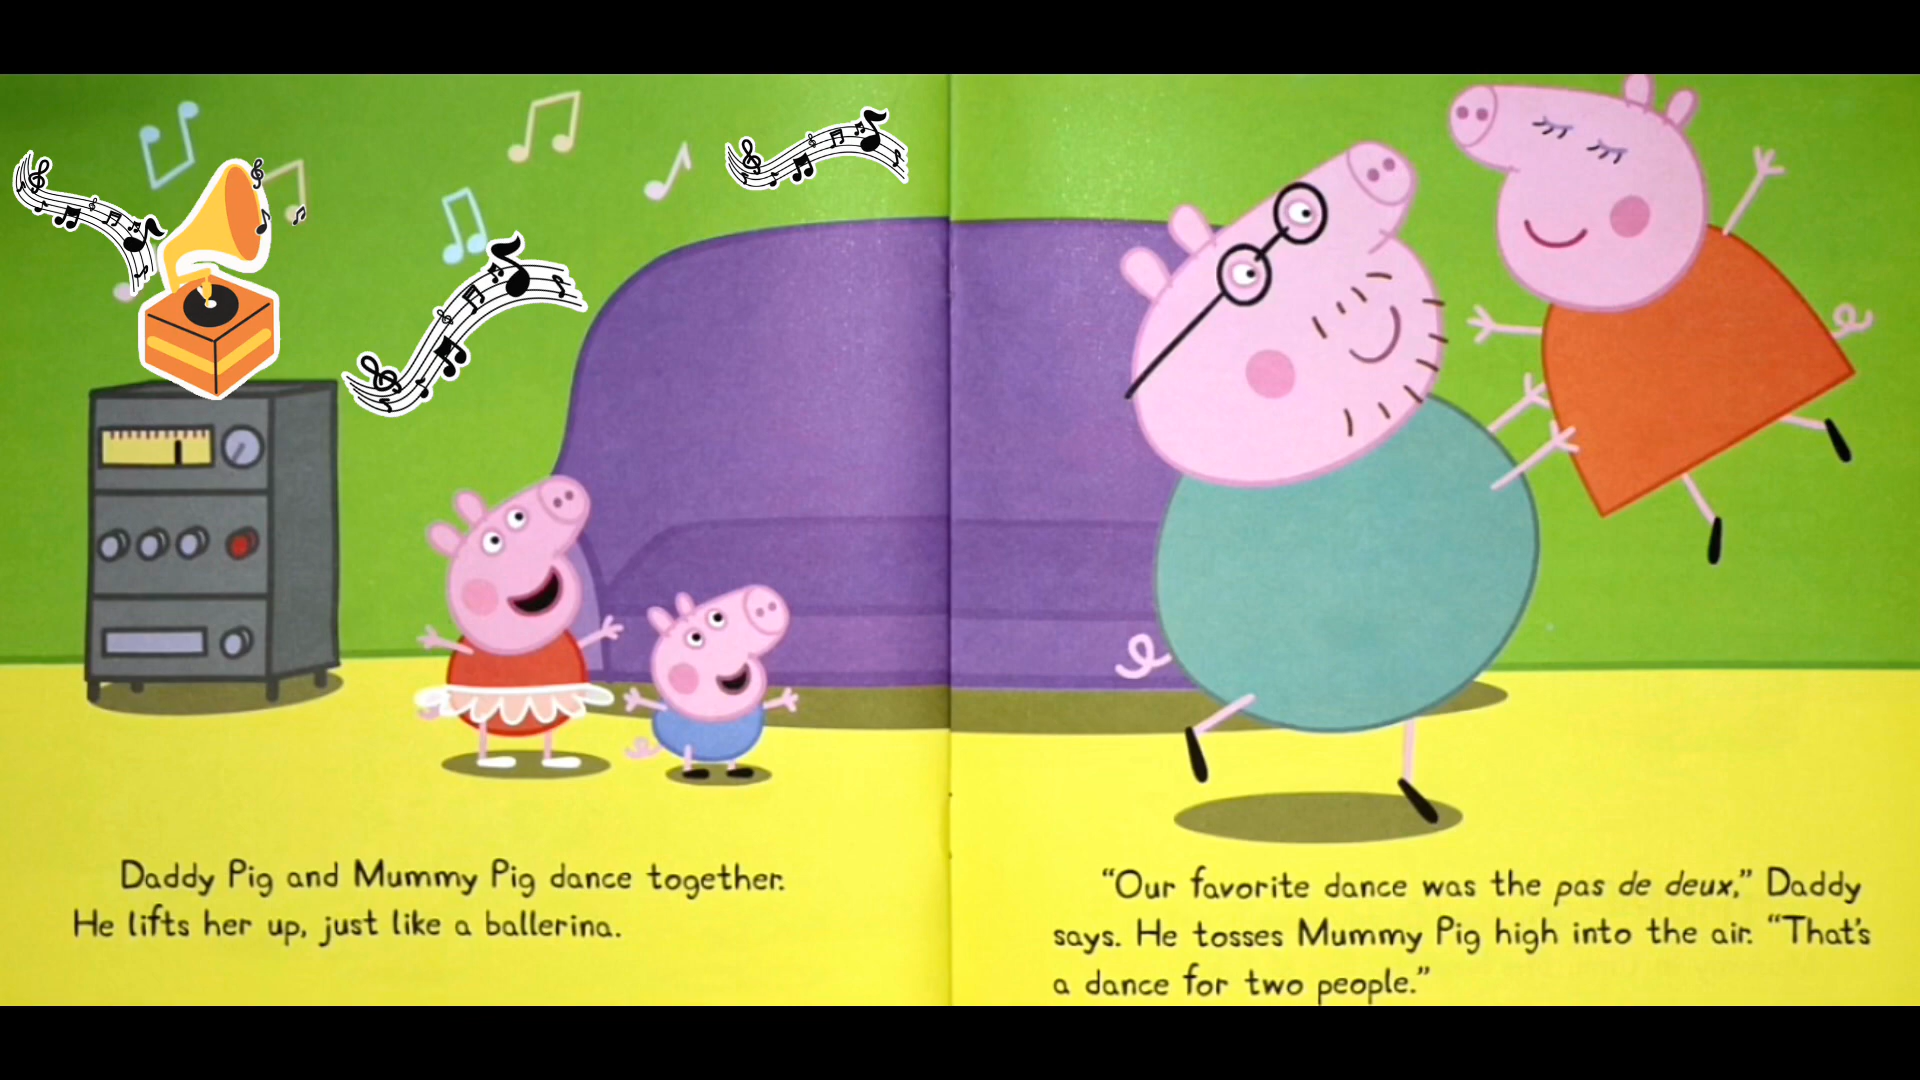 Daddy Pig and Mummy Pig dance together.
He lifts her up, just like a ballerina.
“Our favorite dance was the pas de deux,” Daddy
says. He tosses Mummy Pig high into the air. “That’s
a dance for two people.”